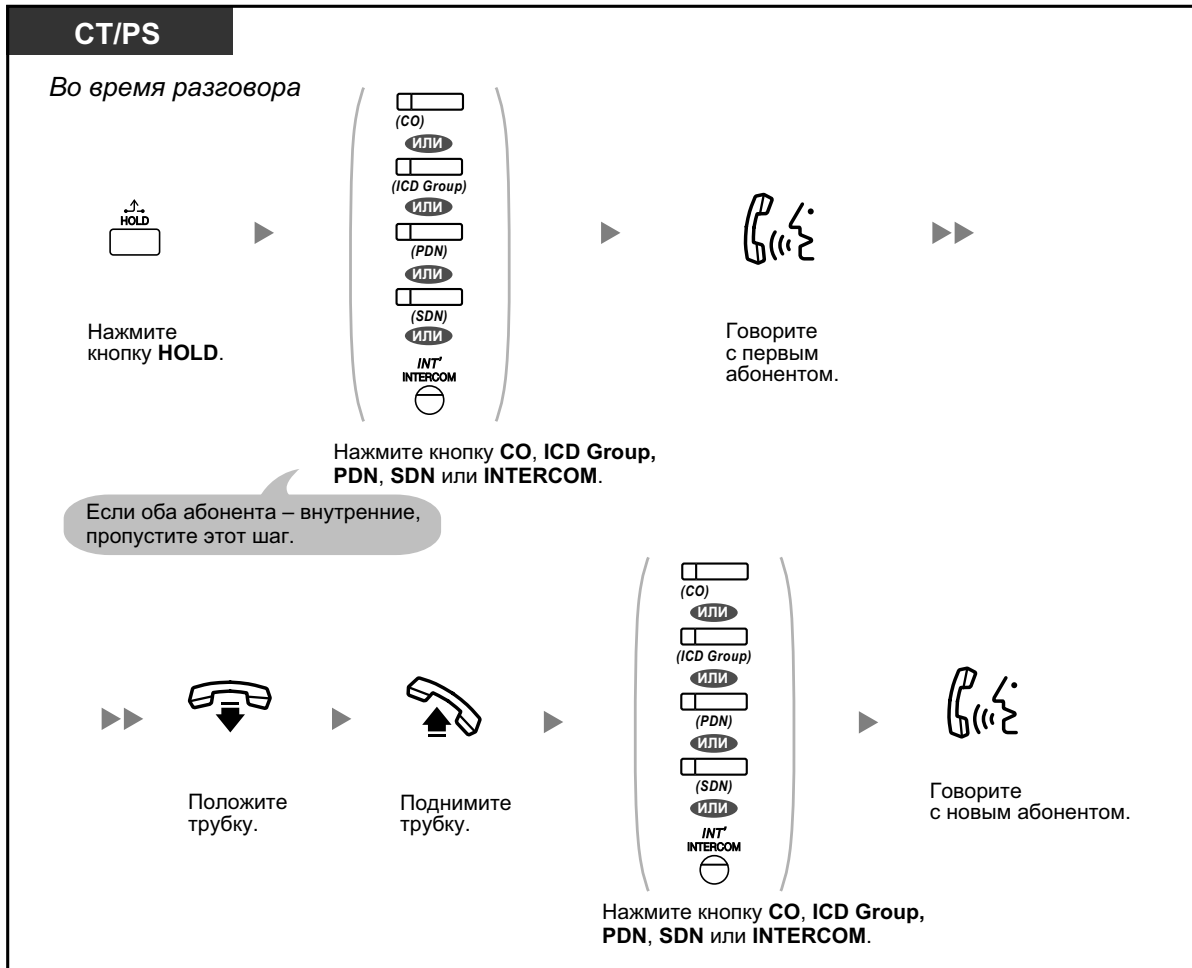 CT/PS
Во время разговора
HOLD
Нажмите
кнопку HOLD.
(CO)
ИЛИ
(ICD Group)
ИЛИ
(PDN)
ИЛИ
(SDN)
ИЛИ
INT'
INTERCOM
Нажмите кнопку CO, ICD Group,
PDN, SDN или INTERCOM.
Если оба абонента – внутренние,
пропустите этот шаг.
Говорите
с первым
абонентом.
Положите
трубку.
Поднимите
трубку.
(CO)
ИЛИ
(ICD Group)
ИЛИ
(PDN)
ИЛИ
(SDN)
ИЛИ
INT'
INTERCOM
Нажмите кнопку CO, ICD Group,
PDN, SDN или INTERCOM.
Говорите
с новым абонентом.